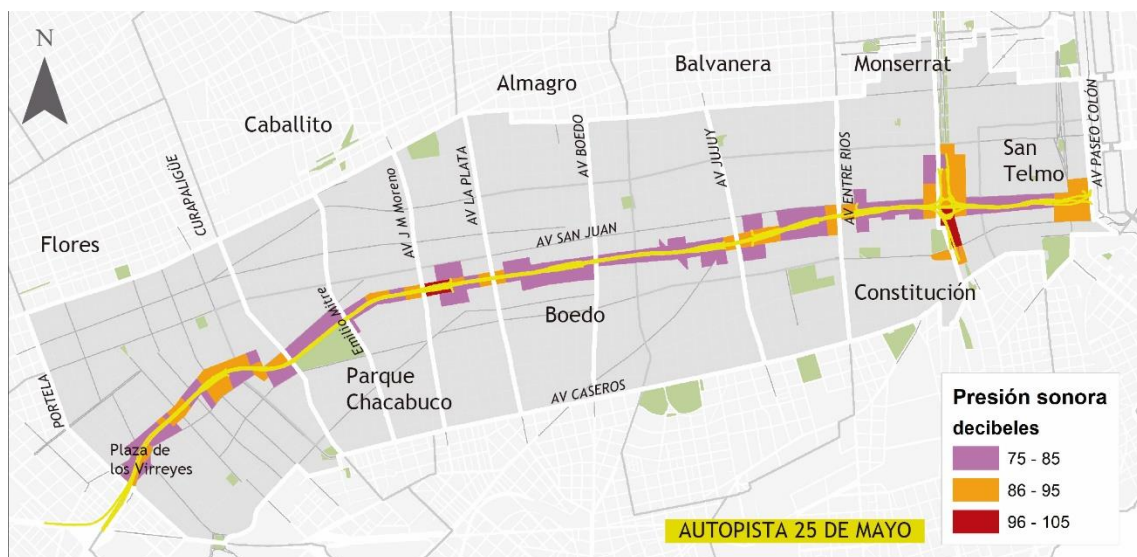 N
Balvanera
Monserrat
Almagro
Caballito
AV PASEO COLÓN
AV BOEDO
San
Telmo
CURAPALIGÜE
AV J M Moreno
AV LA PLATA
AV JUJUY
AV ENTRE RIOS
Flores
AV SAN JUAN
Constitución
Boedo
Emilio Mitre
Parque
Chacabuco
AV CASEROS
PORTELA
Plaza de
los Virreyes
Presión sonora
decibeles
75 - 85
86 - 95
96 - 105
AUTOPISTA 25 DE MAYO